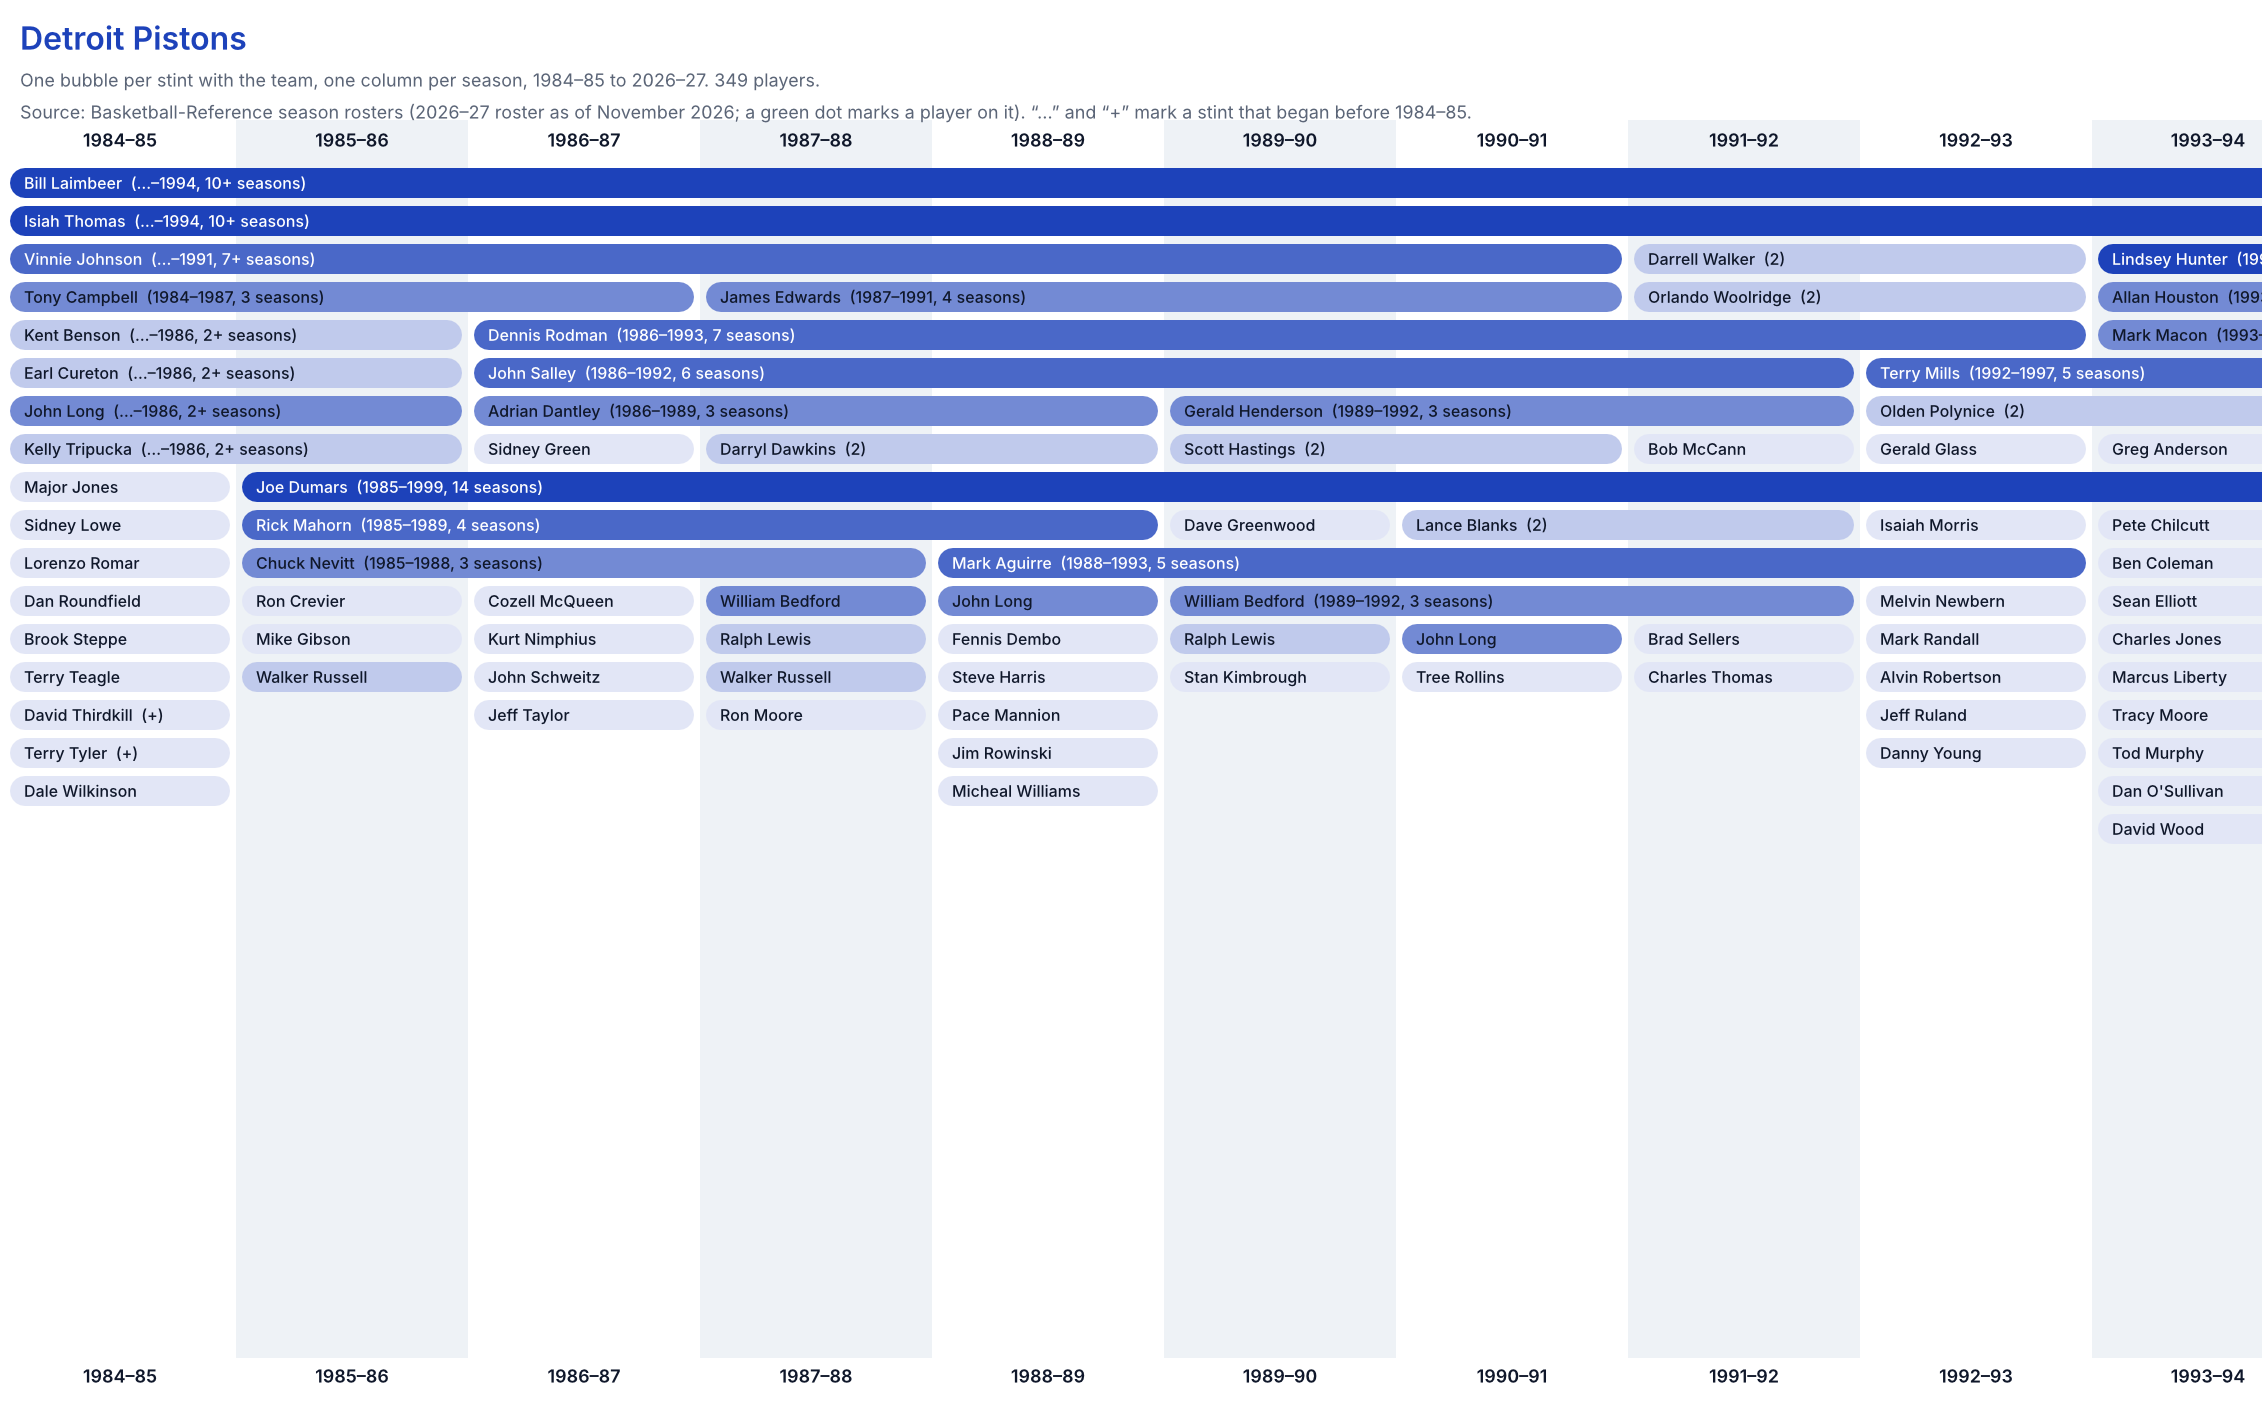 Detroit Pistons
One bubble per stint with the team, one column per season, 1984–85 to 2026–27. 349 players.
Source: Basketball-Reference season rosters (2026–27 roster as of November 2026; a green dot marks a player on it). “…” and “+” mark a stint that began before 1984–85.
1984–85 1985–86 1986–87 1987–88 1988–89 1989–90 1990–91 1991–92 1992–93 1993–94
Bill Laimbeer (…–1994, 10+ seasons)
Isiah Thomas (…–1994, 10+ seasons)
Vinnie Johnson (…–1991, 7+ seasons) Darrell Walker (2) Lindsey Hunter (199
Tony Campbell (1984–1987, 3 seasons) James Edwards (1987–1991, 4 seasons) Orlando Woolridge (2) Allan Houston (199
Kent Benson (…–1986, 2+ seasons) Dennis Rodman (1986–1993, 7 seasons) Mark Macon (1993–
Earl Cureton (…–1986, 2+ seasons) John Salley (1986–1992, 6 seasons) Terry Mills (1992–1997, 5 seasons)
John Long (…–1986, 2+ seasons) Adrian Dantley (1986–1989, 3 seasons) Gerald Henderson (1989–1992, 3 seasons) Olden Polynice (2)
Kelly Tripucka (…–1986, 2+ seasons) Sidney Green Darryl Dawkins (2) Scott Hastings (2) Bob McCann Gerald Glass Greg Anderson
Major Jones Joe Dumars (1985–1999, 14 seasons)
Sidney Lowe Rick Mahorn (1985–1989, 4 seasons) Dave Greenwood Lance Blanks (2) Isaiah Morris Pete Chilcutt
Lorenzo Romar Chuck Nevitt (1985–1988, 3 seasons) Mark Aguirre (1988–1993, 5 seasons) Ben Coleman
Dan Roundfield Ron Crevier Cozell McQueen William Bedford John Long William Bedford (1989–1992, 3 seasons) Melvin Newbern Sean Elliott
Brook Steppe Mike Gibson Kurt Nimphius Ralph Lewis Fennis Dembo Ralph Lewis John Long Brad Sellers Mark Randall Charles Jones
Terry Teagle Walker Russell John Schweitz Walker Russell Steve Harris Stan Kimbrough Tree Rollins Charles Thomas Alvin Robertson Marcus Liberty
David Thirdkill (+) Jeff Taylor Ron Moore Pace Mannion Jeff Ruland Tracy Moore
Terry Tyler (+) Jim Rowinski Danny Young Tod Murphy
Dale Wilkinson Micheal Williams Dan O'Sullivan
David Wood
1984–85 1985–86 1986–87 1987–88 1988–89 1989–90 1990–91 1991–92 1992–93 1993–94